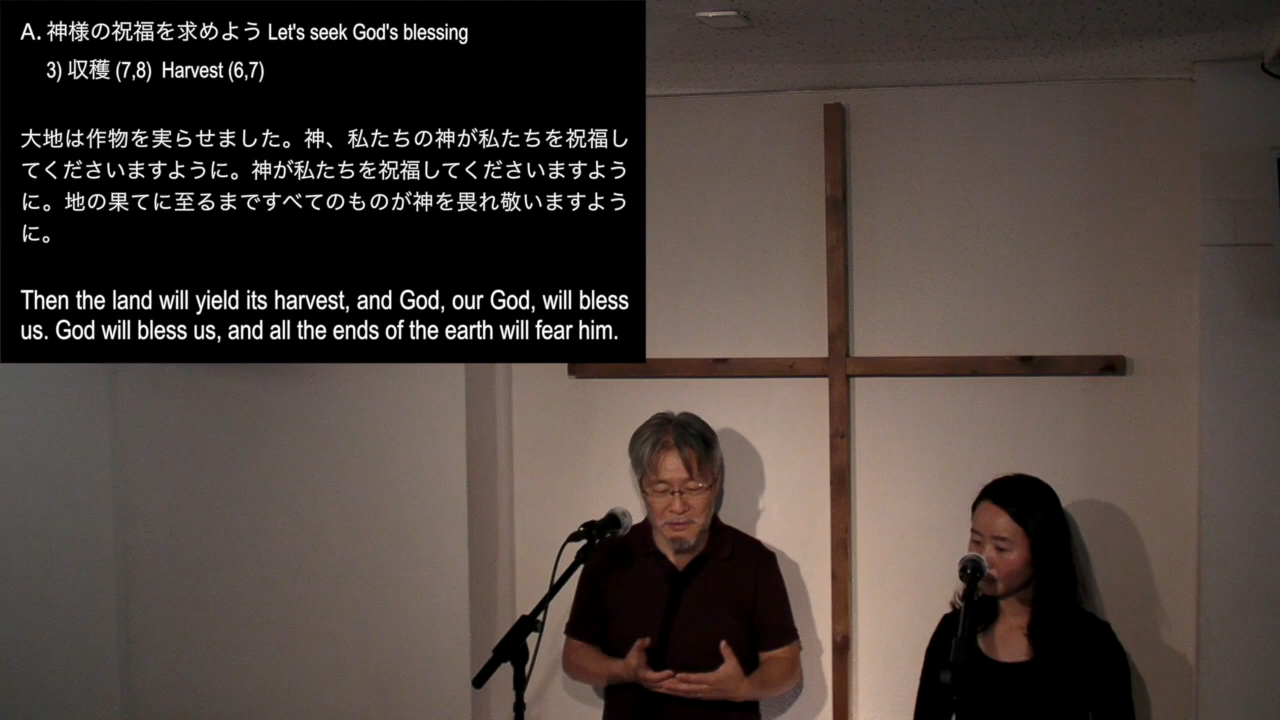 A. 神様の祝福を求めよう Let's seek God's blessing
3) 収穫 (7,8) Harvest (6,7)
大地は作物を実らせました。神、私たちの神が私たちを祝福し
てくださいますように。神が私たちを祝福してくださいますよう
に。地の果てに至るまですべてのものが神を畏れ敬いますよう
に。
Then the land will yield its harvest, and God, our God, will bless
us. God will bless us, and all the ends of the earth will fear him.